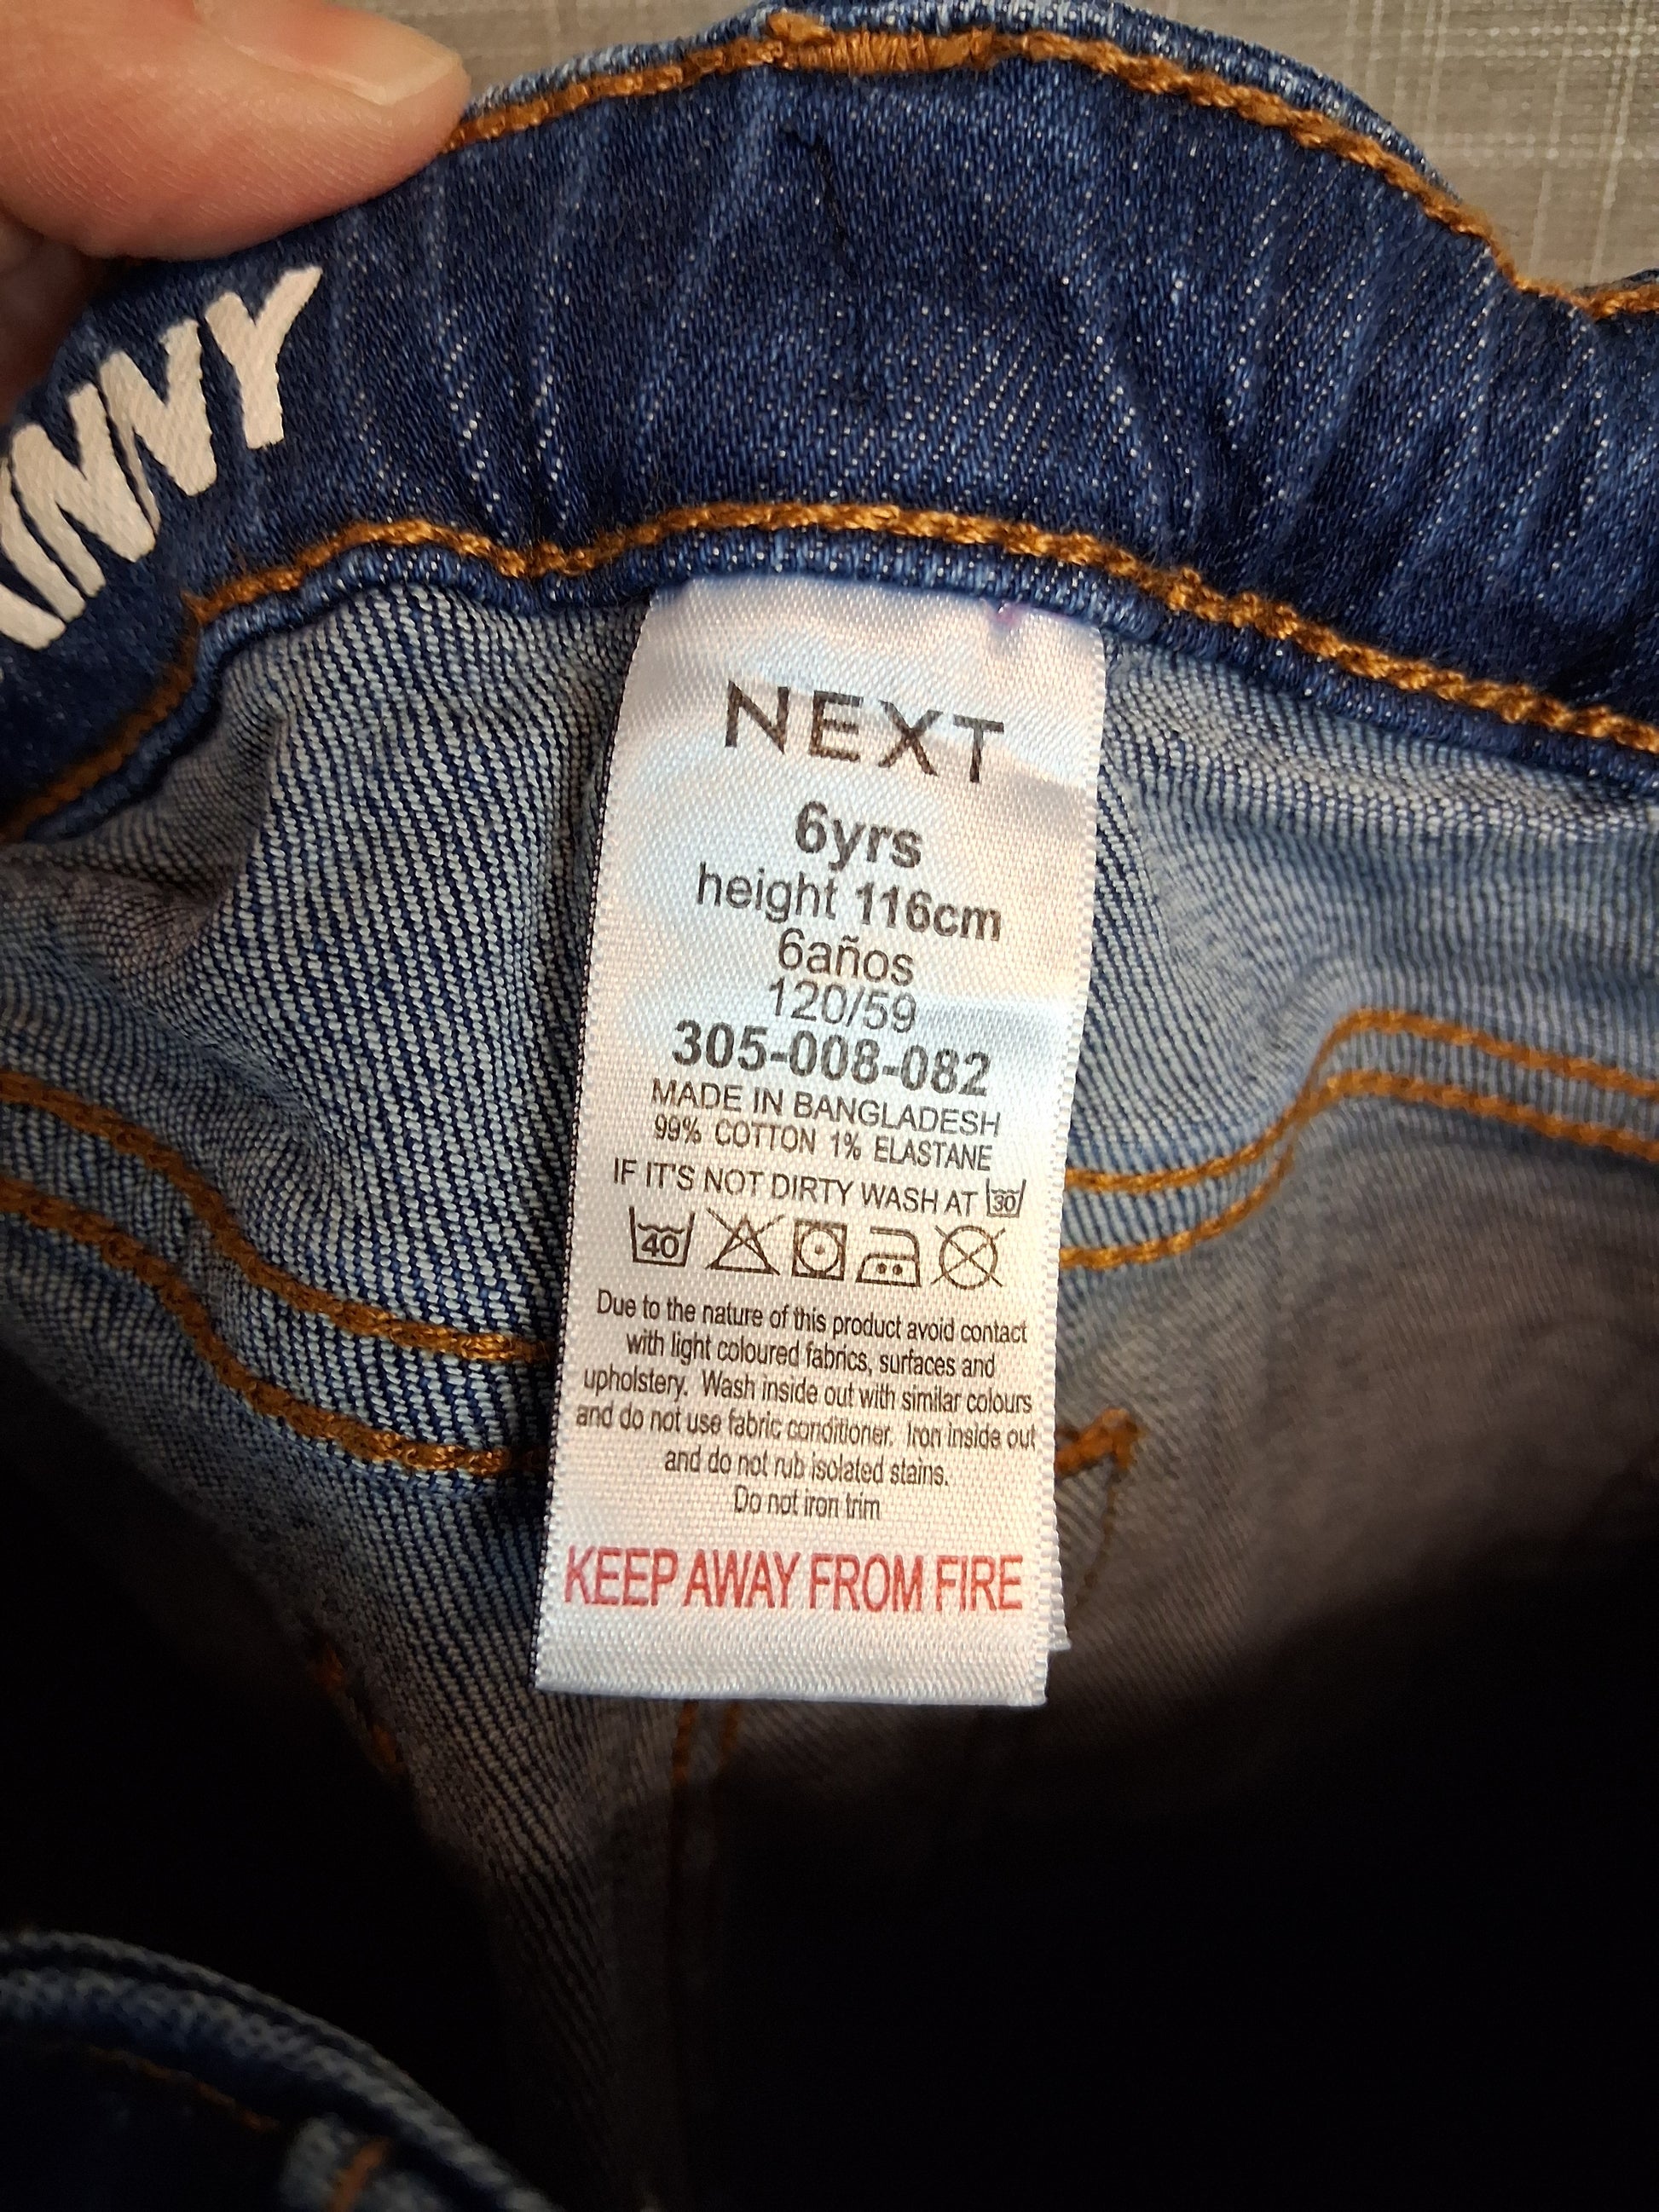 NEXT
6yrs
height 116cm
6años
120/59
305-008-082
MADE IN BANGLADESH
99% COTTON 1% ELASTANE
IF IT'S NOT DIRTY WASH AT 30
40
Due to the nature of this product avoid contact
with light coloured fabrics, surfaces and
upholstery. Wash inside out with similar colours
and do not use fabric conditioner. Iron inside out
and do not rub isolated stains.
Do not iron trim
KEEP AWAY FROM FIRE